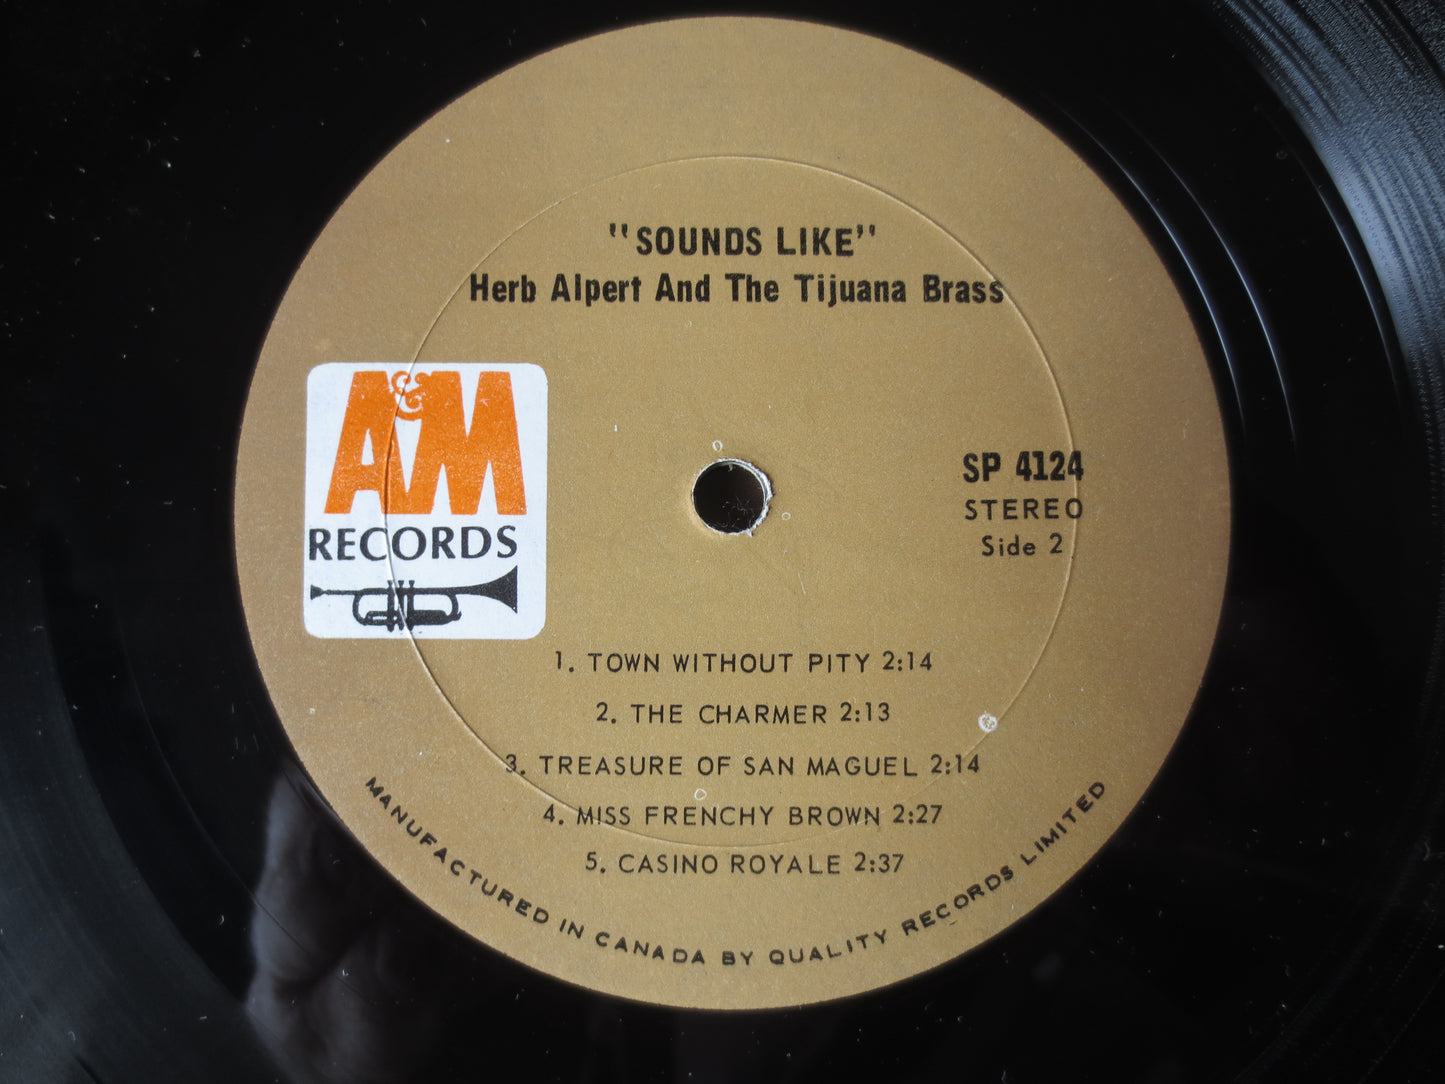 "SOUNDS LIKE"
Herb Alpert And The Tijuana Brass
A&M
RECORDS
SP 4124
STEREO
Side 2
1. TOWN WITHOUT PITY 2:14
2. THE CHARMER 2:13
3. TREASURE OF SAN MAGUEL 2:14
4. MISS FRENCHY BROWN 2:27
5. CASINO ROYALE 2:37
MANUFACTURED IN CANADA BY QUALITY RECORDS LIMITED